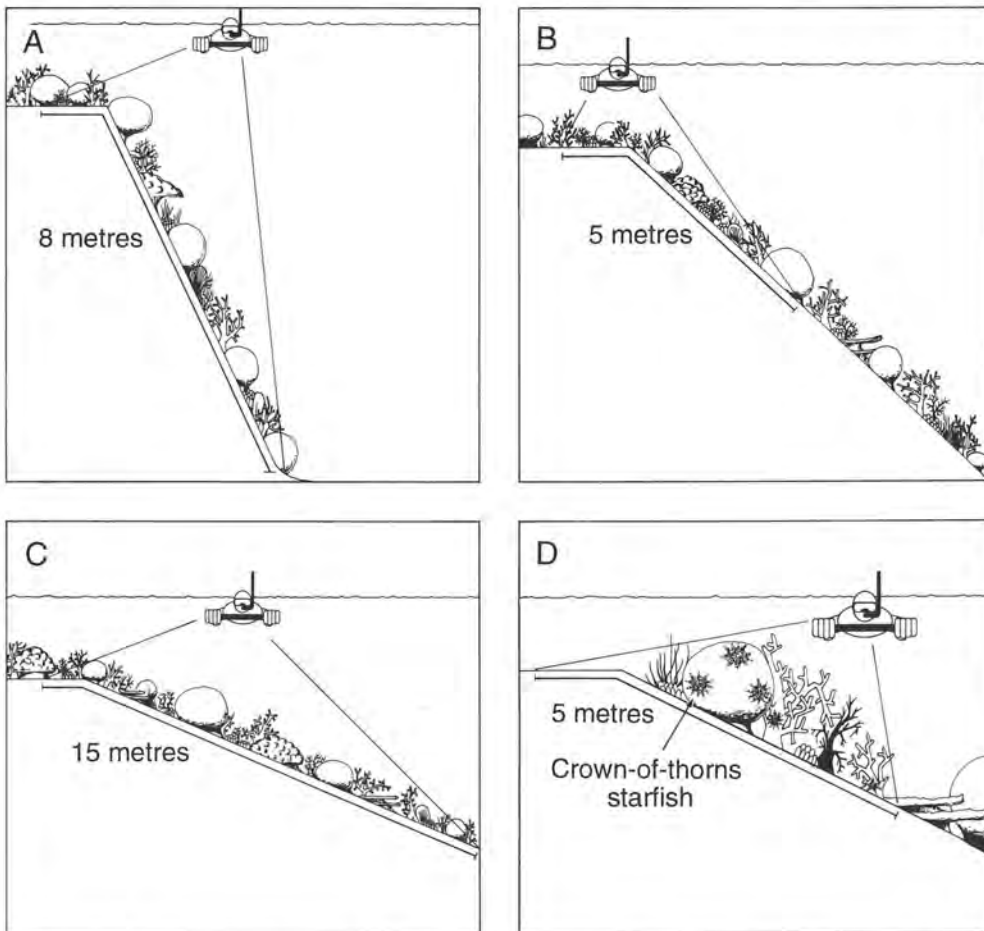 A
8 metres
B
5 metres
C
15 metres
D
5 metres
Crown-of-thorns
starfish